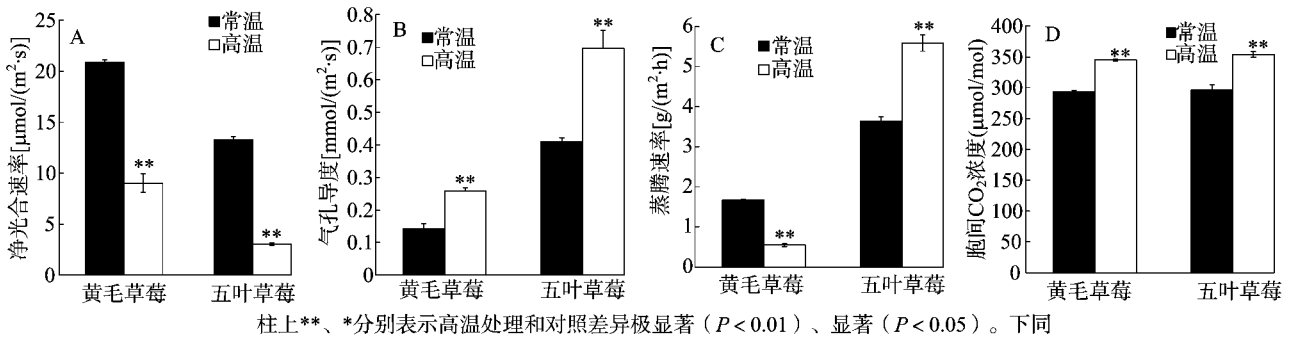 A
常温
高温
净光合速率[μmol/(m²·s)]
25
20
15
10
5
0
**
**
黄毛草莓
五叶草莓
B
常温
高温
气孔导度[mmol/(m²·s)]
0.8
0.7
0.6
0.5
0.4
0.3
0.2
0.1
0
**
**
黄毛草莓
五叶草莓
C
常温
高温
蒸腾速率[g/(m²·h)]
6
5
4
3
2
1
0
**
**
黄毛草莓
五叶草莓
D
常温
高温
胞间CO₂浓度(μmol/mol)
400
350
300
250
200
150
100
50
0
**
**
黄毛草莓
五叶草莓
柱上**、*分别表示高温处理和对照差异极显著（P<0.01）、显著（P<0.05）。下同